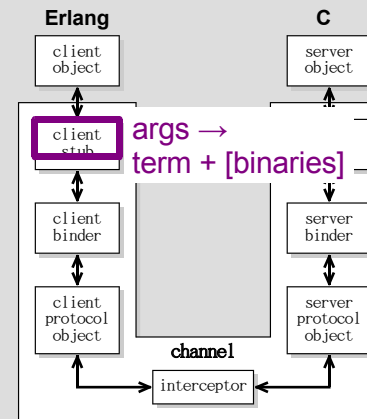 Erlang
C
client
object
server
object
client
stub
args →
term + [binaries]
client
binder
server
binder
client
protocol
object
server
protocol
object
channel
interceptor